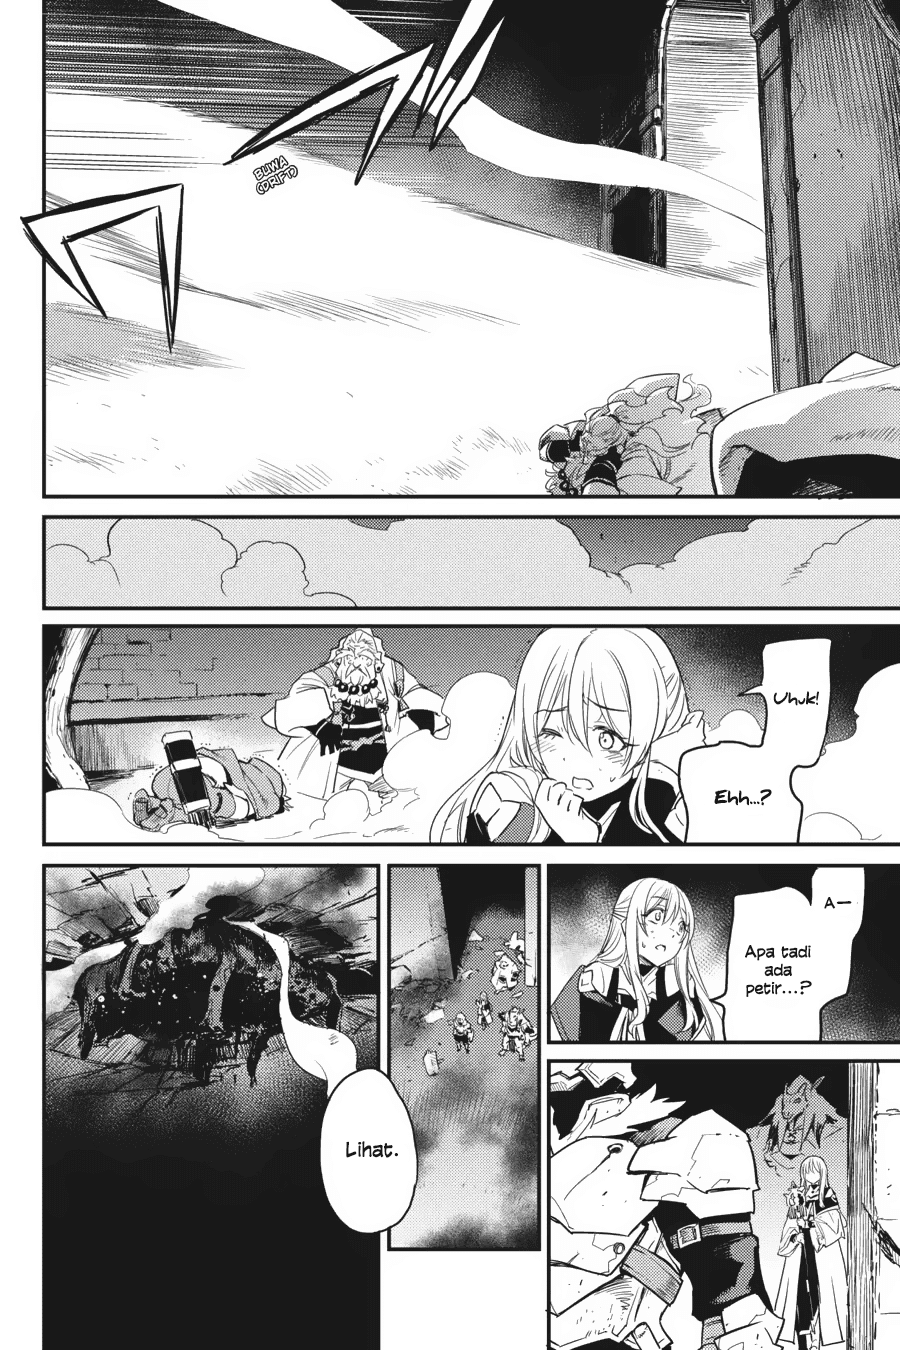 BUWA
(DRIFT)
Uhuk!
Ehh...?
A—
Apa tadi
ada
petir...?
Lihat.